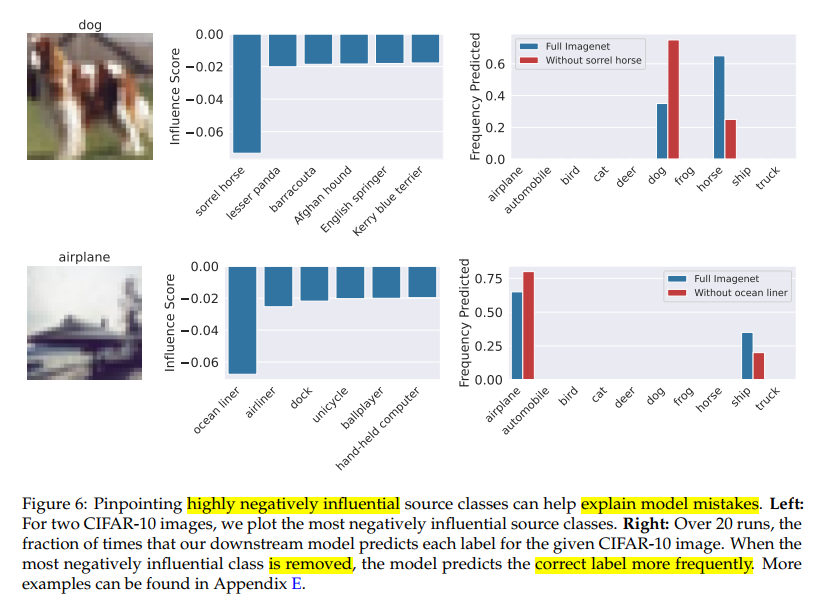 dog
Influence Score
0.00
−0.02
−0.04
−0.06
sorrel horse
lesser panda
barracouta
Afghan hound
English springer
Kerry blue terrier
Frequency Predicted
0.6
0.4
0.2
0.0
Full Imagenet
Without sorrel horse
airplane
automobile
bird
cat
deer
dog
frog
horse
ship
truck
airplane
Influence Score
0.00
−0.02
−0.04
−0.06
ocean liner
airliner
dock
unicycle
ballplayer
hand-held computer
Frequency Predicted
0.75
0.50
0.25
0.00
Full Imagenet
Without ocean liner
airplane
automobile
bird
cat
deer
dog
frog
horse
ship
truck
Figure 6: Pinpointing highly negatively influential source classes can help explain model mistakes. Left:
For two CIFAR-10 images, we plot the most negatively influential source classes. Right: Over 20 runs, the
fraction of times that our downstream model predicts each label for the given CIFAR-10 image. When the
most negatively influential class is removed, the model predicts the correct label more frequently. More
examples can be found in Appendix E.